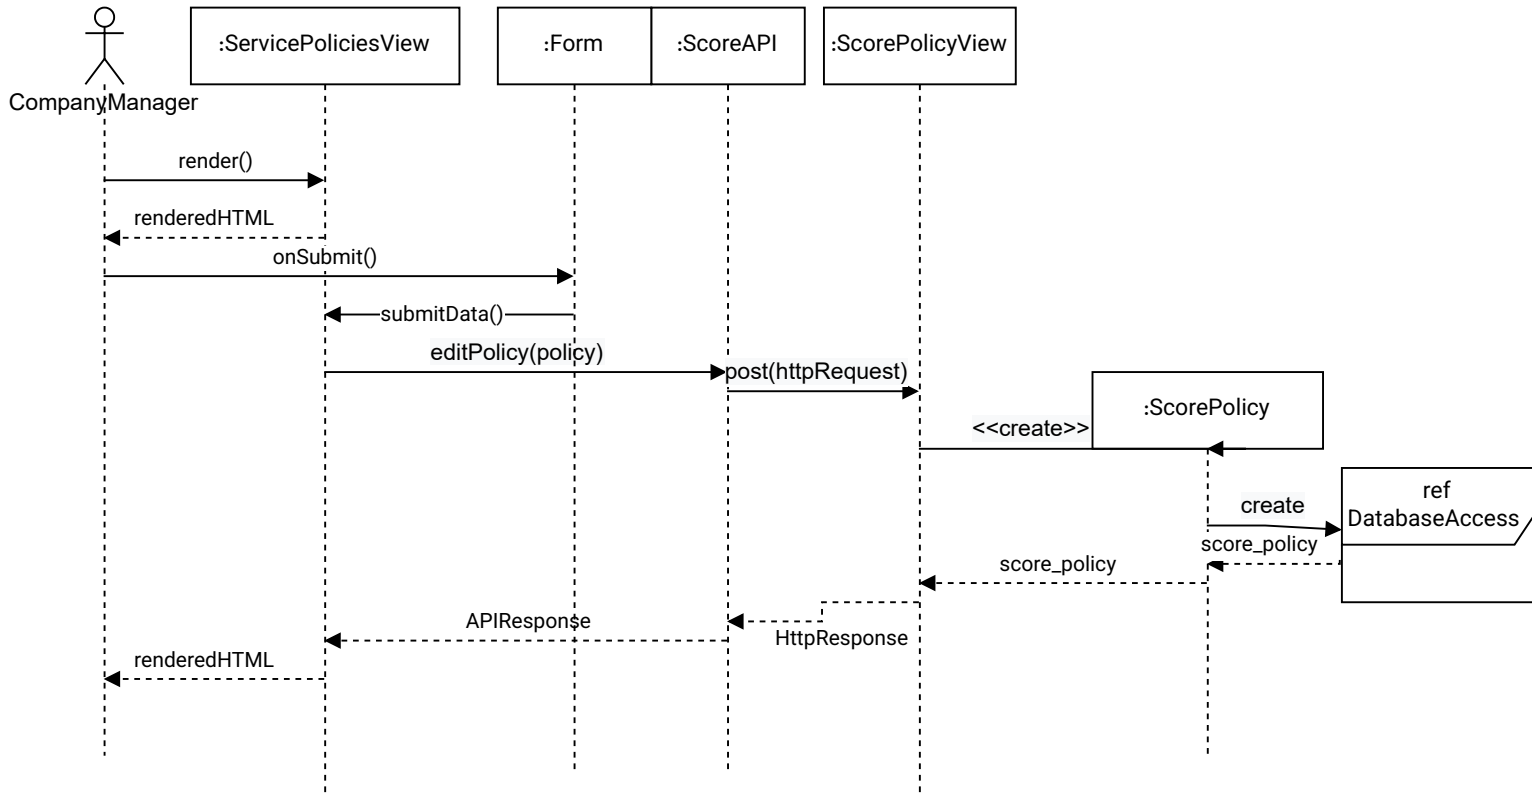 :ServicePoliciesView
:Form
:ScoreAPI
:ScorePolicyView
CompanyManager
render()
renderedHTML
onSubmit()
submitData()
editPolicy(policy)
post(httpRequest)
:ScorePolicy
<<create>>
ref
DatabaseAccess
create
score_policy
score_policy
APIResponse
HttpResponse
renderedHTML